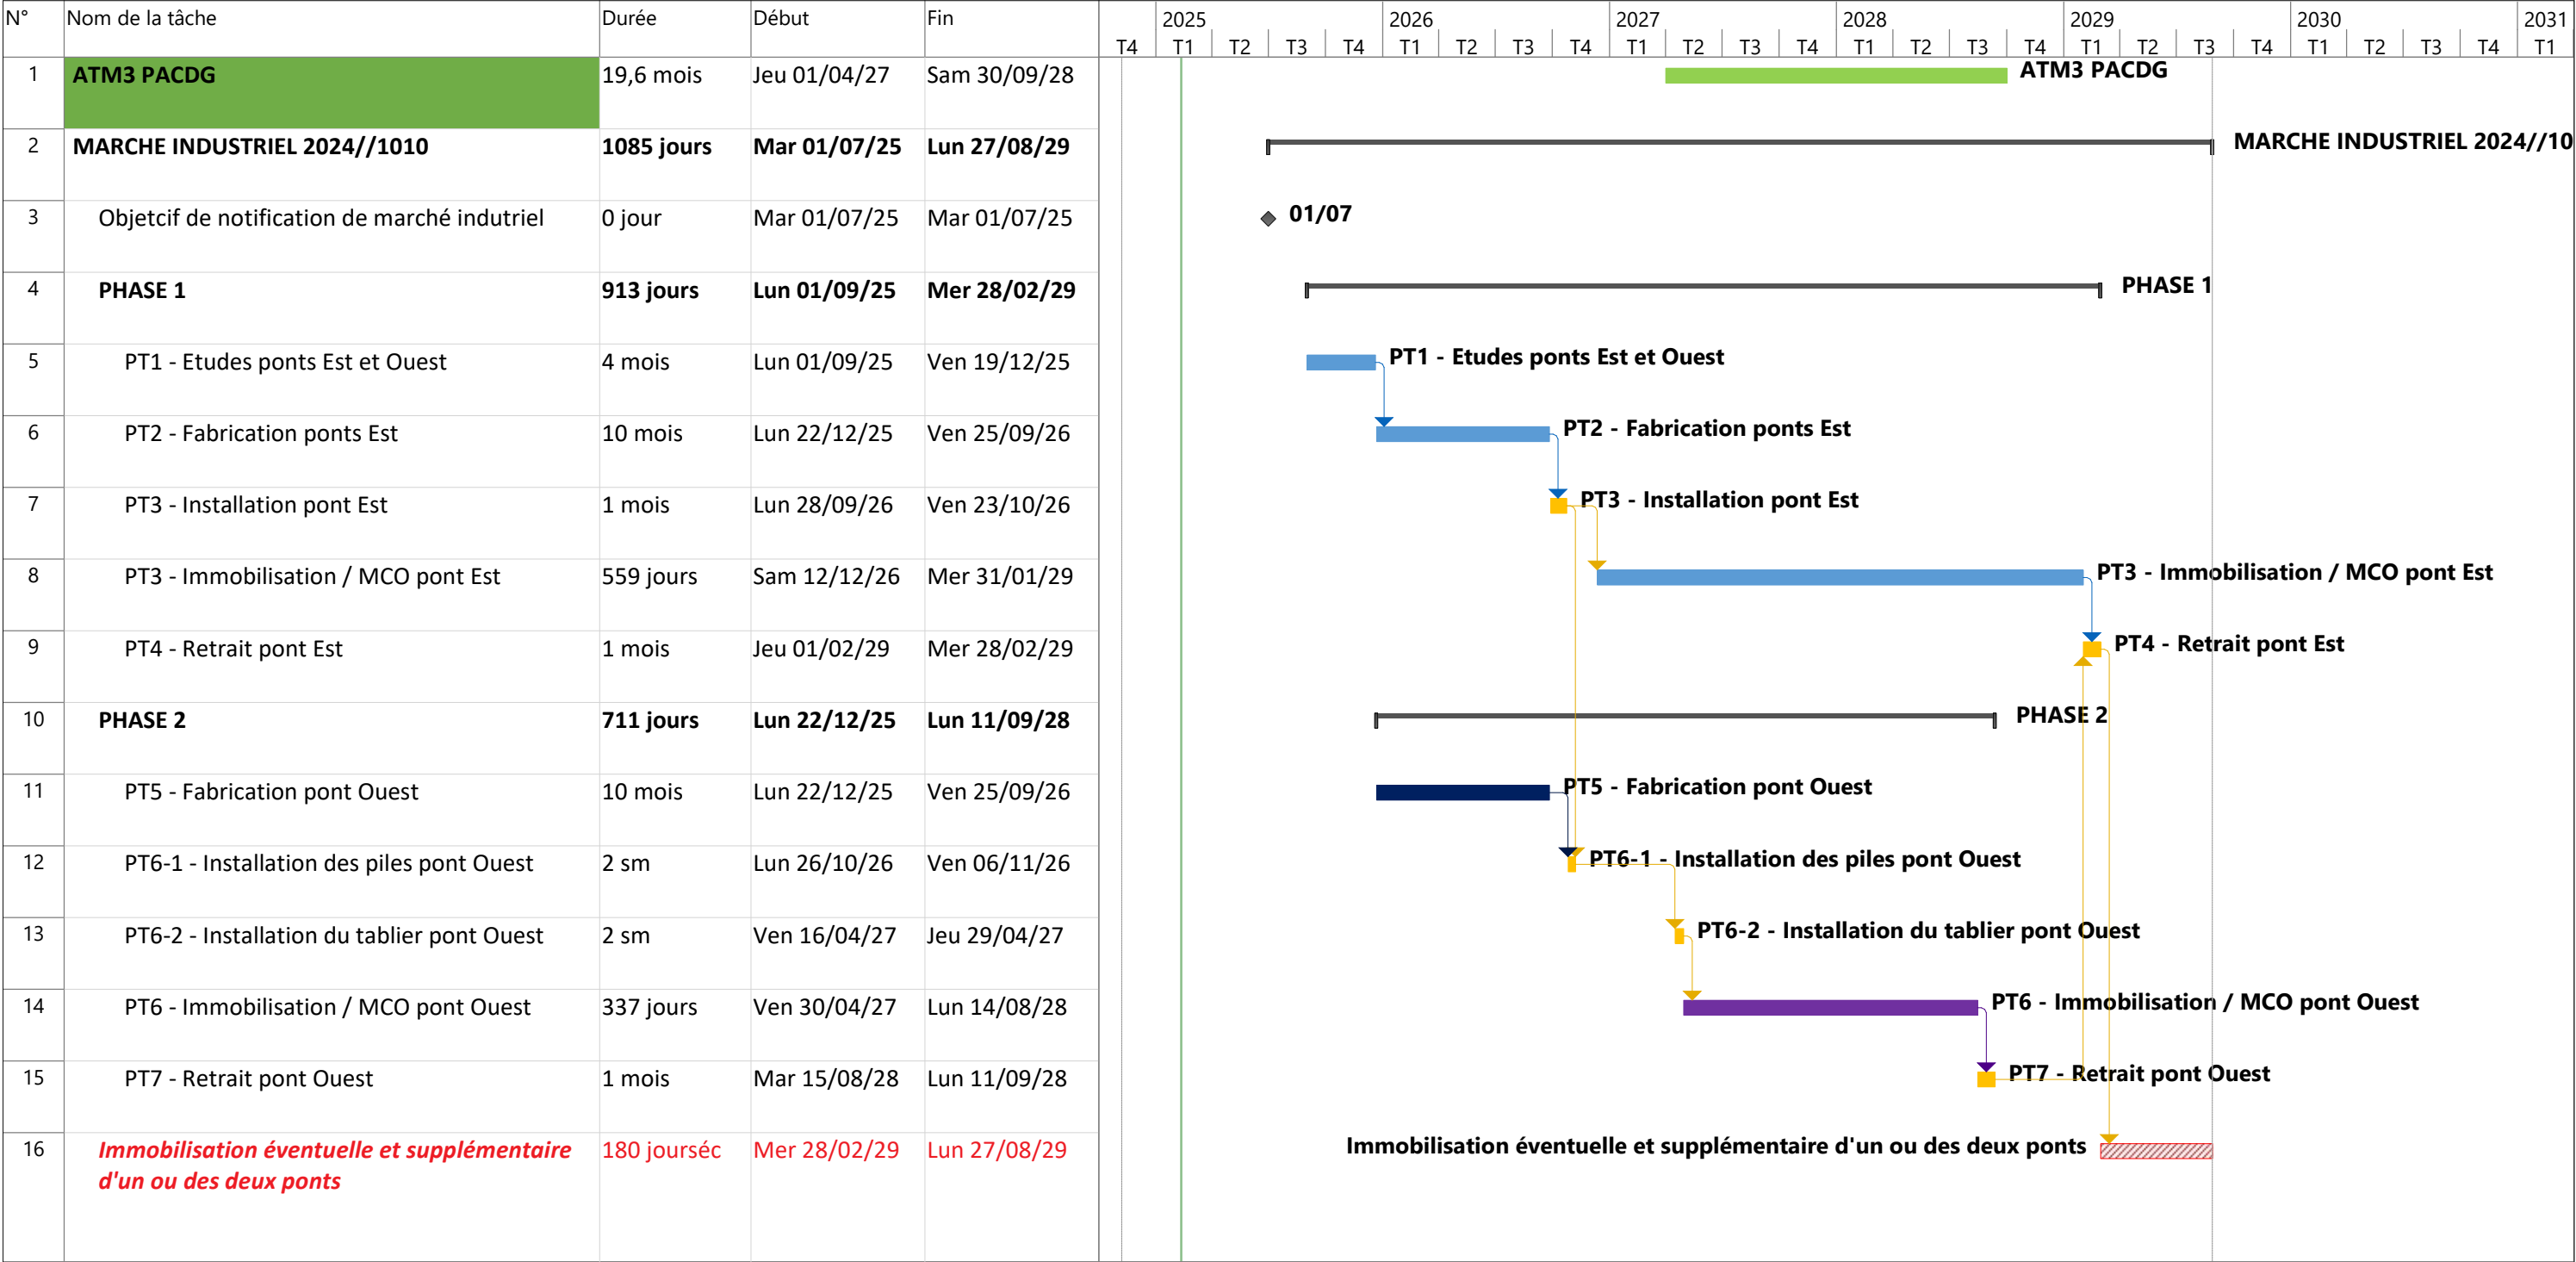 N° Nom de la tâche Durée Début Fin 2025 2026 2027 2028 2029 2030 2031
T4 T1 T2 T3 T4 T1 T2 T3 T4 T1 T2 T3 T4 T1 T2 T3 T4 T1 T2 T3 T4 T1 T2 T3 T4 T1
1 ATM3 PACDG 19,6 mois Jeu 01/04/27 Sam 30/09/28 ATM3 PACDG
2 MARCHE INDUSTRIEL 2024//1010 1085 jours Mar 01/07/25 Lun 27/08/29 MARCHE INDUSTRIEL 2024//10
3 Objetcif de notification de marché indutriel 0 jour Mar 01/07/25 Mar 01/07/25 01/07
4 PHASE 1 913 jours Lun 01/09/25 Mer 28/02/29 PHASE 1
5 PT1 - Etudes ponts Est et Ouest 4 mois Lun 01/09/25 Ven 19/12/25 PT1 - Etudes ponts Est et Ouest
6 PT2 - Fabrication ponts Est 10 mois Lun 22/12/25 Ven 25/09/26 PT2 - Fabrication ponts Est
7 PT3 - Installation pont Est 1 mois Lun 28/09/26 Ven 23/10/26 PT3 - Installation pont Est
8 PT3 - Immobilisation / MCO pont Est 559 jours Sam 12/12/26 Mer 31/01/29 PT3 - Immobilisation / MCO pont Est
9 PT4 - Retrait pont Est 1 mois Jeu 01/02/29 Mer 28/02/29 PT4 - Retrait pont Est
10 PHASE 2 711 jours Lun 22/12/25 Lun 11/09/28 PHASE 2
11 PT5 - Fabrication pont Ouest 10 mois Lun 22/12/25 Ven 25/09/26 PT5 - Fabrication pont Ouest
12 PT6-1 - Installation des piles pont Ouest 2 sm Lun 26/10/26 Ven 06/11/26 PT6-1 - Installation des piles pont Ouest
13 PT6-2 - Installation du tablier pont Ouest 2 sm Ven 16/04/27 Jeu 29/04/27 PT6-2 - Installation du tablier pont Ouest
14 PT6 - Immobilisation / MCO pont Ouest 337 jours Ven 30/04/27 Lun 14/08/28 PT6 - Immobilisation / MCO pont Ouest
15 PT7 - Retrait pont Ouest 1 mois Mar 15/08/28 Lun 11/09/28 PT7 - Retrait pont Ouest
16 Immobilisation éventuelle et supplémentaire 180 jourséc Mer 28/02/29 Lun 27/08/29 Immobilisation éventuelle et supplémentaire d'un ou des deux ponts
d'un ou des deux ponts